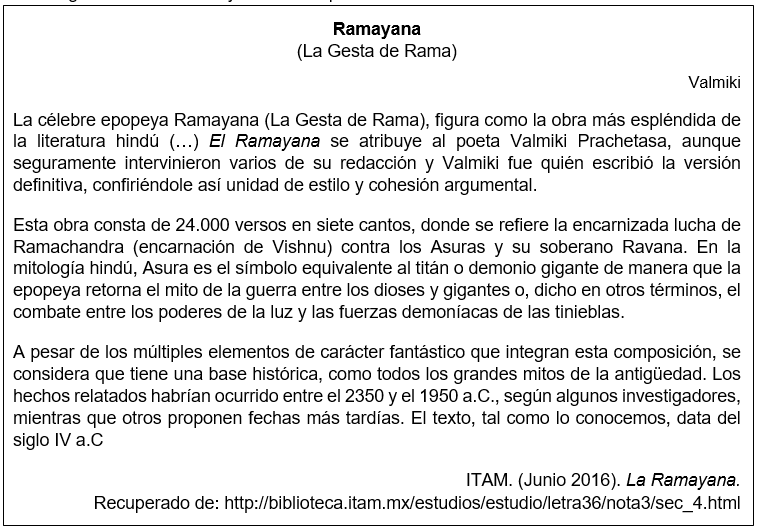 Ramayana
(La Gesta de Rama)
Valmiki
La célebre epopeya Ramayana (La Gesta de Rama), figura como la obra más espléndida de
la literatura hindú (…) El Ramayana se atribuye al poeta Valmiki Prachetasa, aunque
seguramente intervinieron varios de su redacción y Valmiki fue quién escribió la versión
definitiva, confiriéndole así unidad de estilo y cohesión argumental.
Esta obra consta de 24.000 versos en siete cantos, donde se refiere la encarnizada lucha de
Ramachandra (encarnación de Vishnu) contra los Asuras y su soberano Ravana. En la
mitología hindú, Asura es el símbolo equivalente al titán o demonio gigante de manera que la
epopeya retorna el mito de la guerra entre los dioses y gigantes o, dicho en otros términos, el
combate entre los poderes de la luz y las fuerzas demoníacas de las tinieblas.
A pesar de los múltiples elementos de carácter fantástico que integran esta composición, se
considera que tiene una base histórica, como todos los grandes mitos de la antigüedad. Los
hechos relatados habrían ocurrido entre el 2350 y el 1950 a.C., según algunos investigadores,
mientras que otros proponen fechas más tardías. El texto, tal como lo conocemos, data del
siglo IV a.C
ITAM. (Junio 2016). La Ramayana.
Recuperado de: http://biblioteca.itam.mx/estudios/estudio/letra36/nota3/sec_4.html